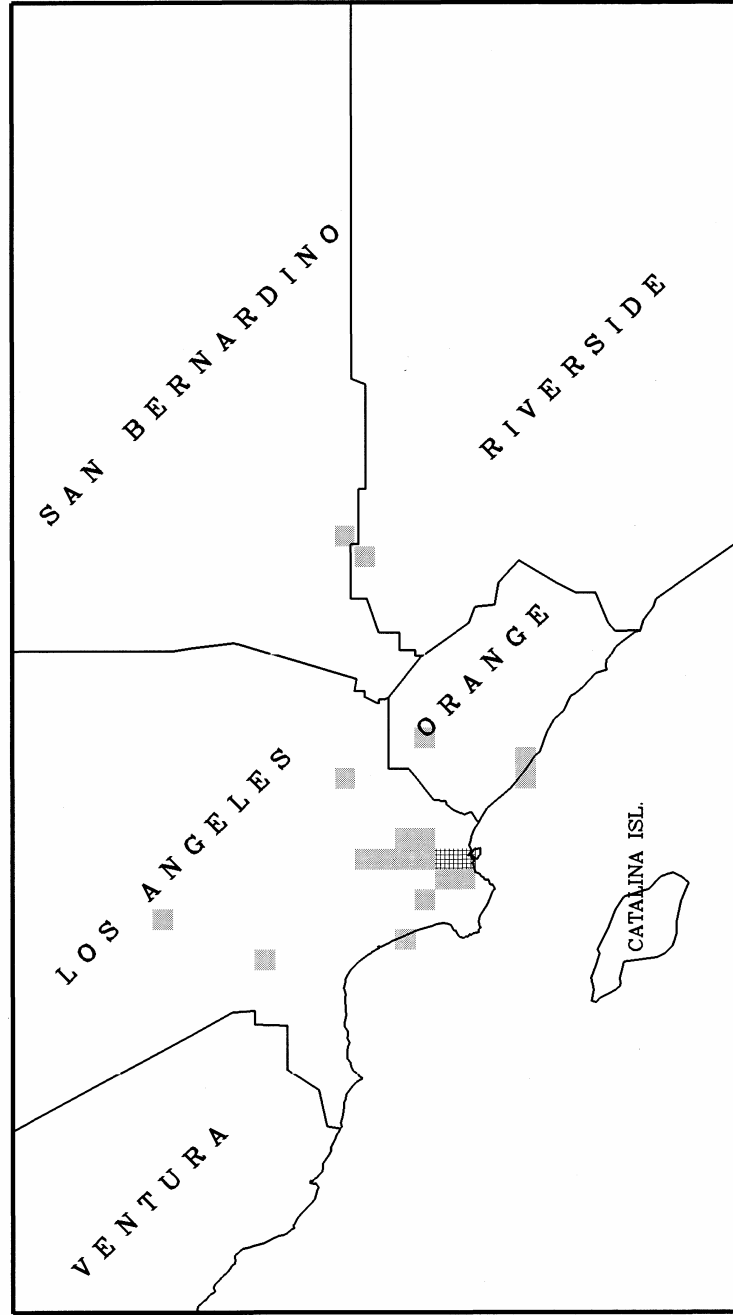 SAN BERNARDINO
RIVERSIDE
ORANGE
LOS ANGELES
CATALINA ISL.
VENTURA